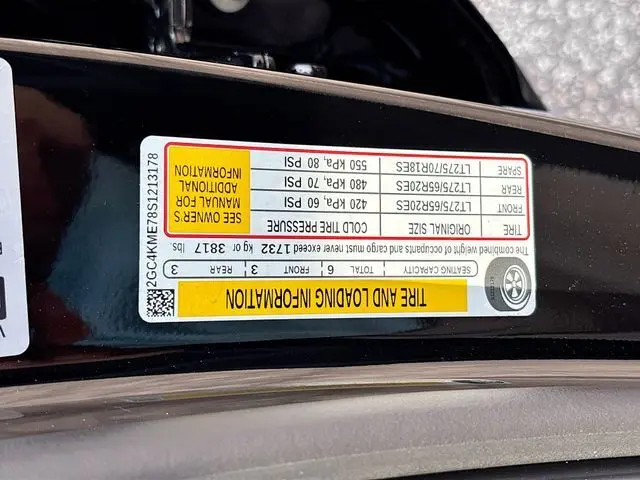 TIRE AND LOADING INFORMATION
SEATING CAPACITY TOTAL 6 FRONT 3 REAR 3
The combined weight of occupants and cargo must never exceed 1732 kg or 3817 lbs.
TIRE ORIGINAL SIZE COLD TIRE PRESSURE
FRONT LT275/65R20ES 420 kPa, 60 PSI
REAR LT275/65R20ES 480 kPa, 70 PSI
SPARE LT275/70R18ES 550 kPa, 80 PSI
SEE OWNER'S
MANUAL FOR
ADDITIONAL
INFORMATION
2GC4KME78S1213178